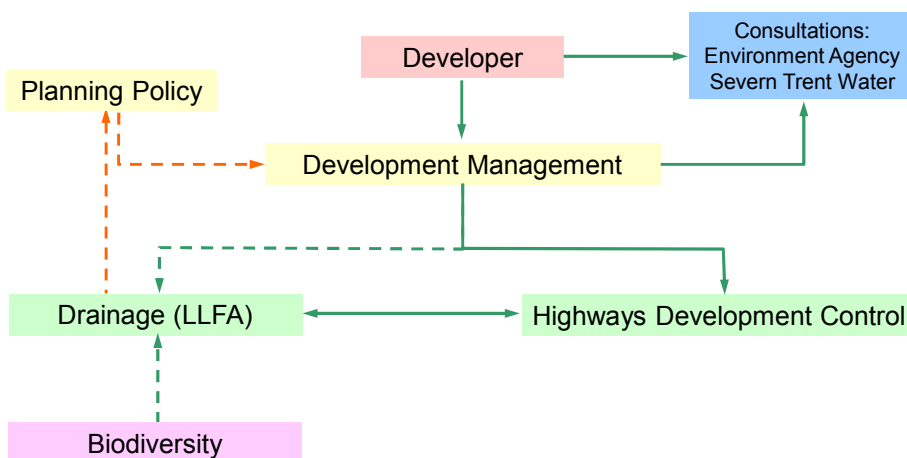 Consultations:
Environment Agency
Severn Trent Water
Developer
Planning Policy
Development Management
Drainage (LLFA)
Highways Development Control
Biodiversity